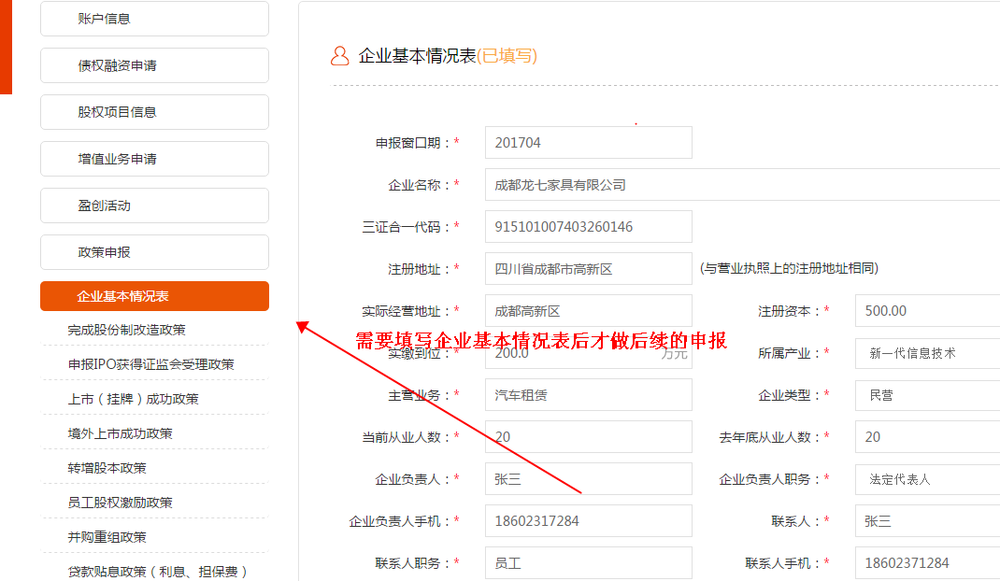 账户信息
债权融资申请
股权项目信息
增值业务申请
盈创活动
政策申报
企业基本情况表
完成股份制改造政策
申报IPO获得证监会受理政策
上市（挂牌）成功政策
境外上市成功政策
转增股本政策
员工股权激励政策
并购重组政策
贷款贴息政策（利息、担保费）
企业基本情况表(已填写)
申报窗口期：* 201704
企业名称：* 成都龙七家具有限公司
三证合一代码：* 915101007403260146
注册地址：* 四川省成都市高新区 (与营业执照上的注册地址相同)
实际经营地址：* 成都高新区 注册资本：* 500.00
需要填写企业基本情况表后才做后续的申报
实缴到位：* 200.0 万元 所属产业：* 新一代信息技术
主营业务：* 汽车租赁 企业类型：* 民营
当前从业人数：* 20 去年底从业人数：* 20
企业负责人：* 张三 企业负责人职务：* 法定代表人
企业负责人手机：* 18602317284 联系人：* 张三
联系人职务：* 员工 联系人手机：* 18602371284